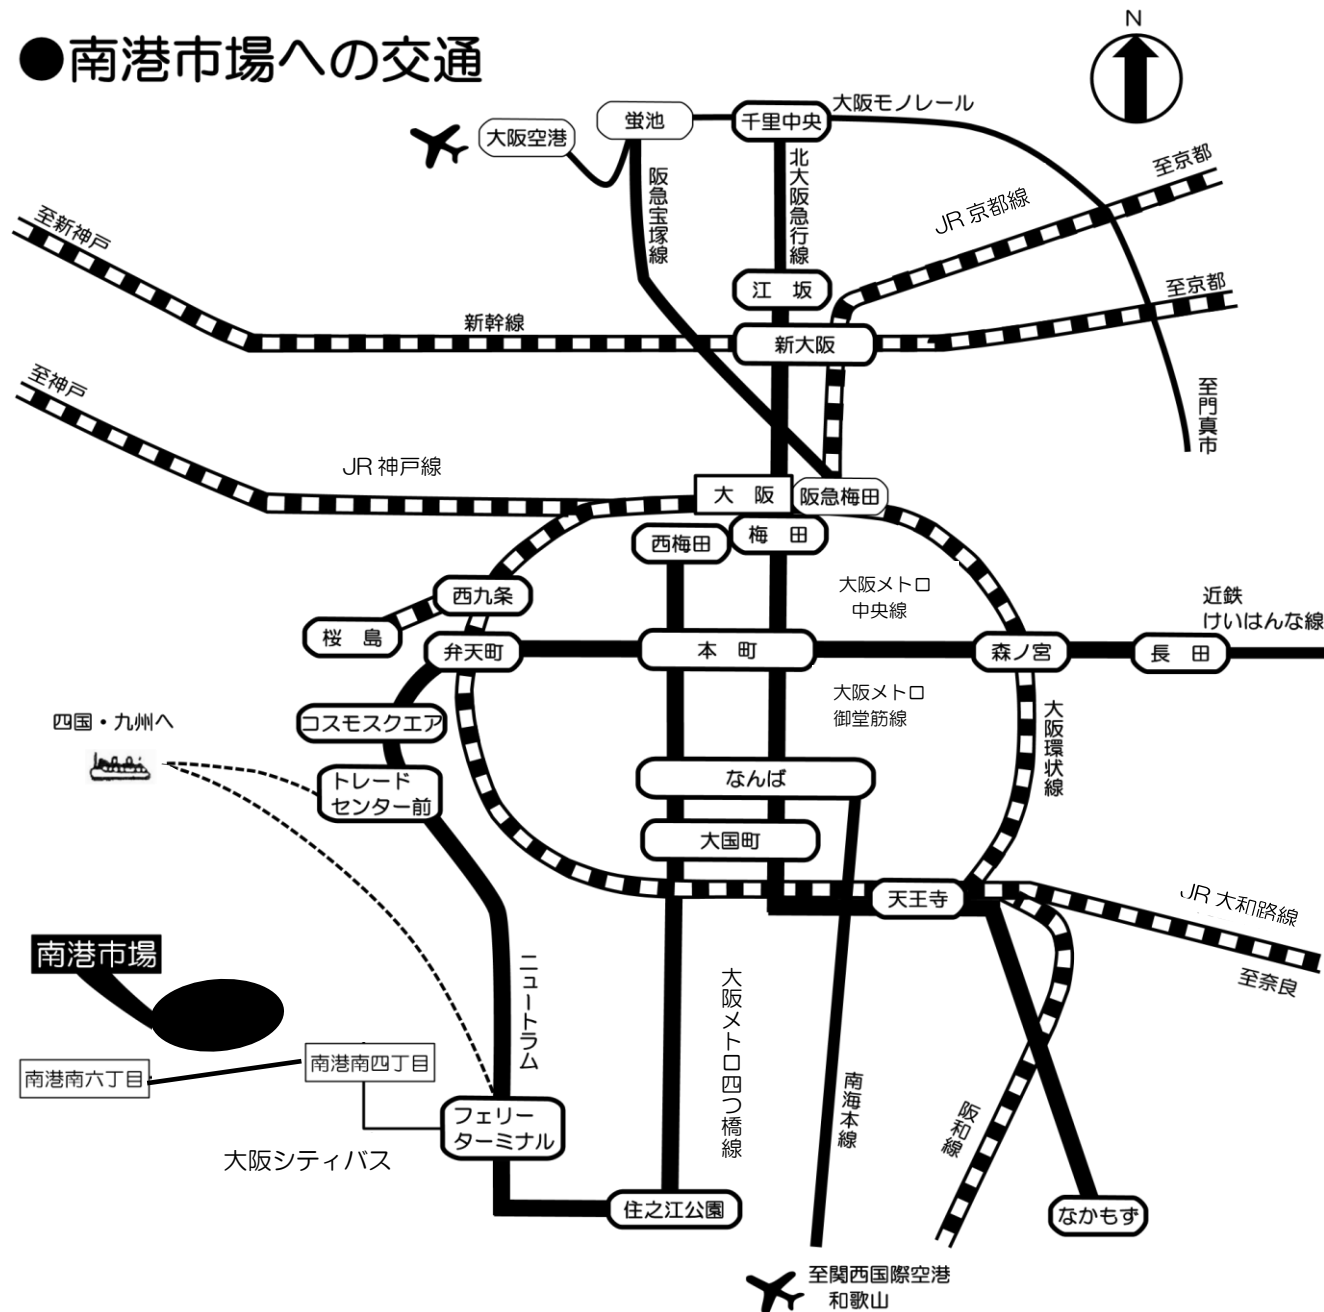 ●南港市場への交通
N
大阪モノレール
大阪空港
蛍池
千里中央
北大阪急行線
阪急宝塚線
至京都
JR 京都線
至新神戸
江 坂
至京都
新幹線
新大阪
至神戸
至門真市
JR 神戸線
大 阪
阪急梅田
西梅田
梅 田
大阪メトロ
中央線
近鉄
けいはんな線
西九条
桜 島
弁天町
本 町
森ノ宮
長 田
大阪メトロ
御堂筋線
コスモスクエア
四国・九州へ
大阪環状線
トレード
センター前
なんば
大国町
天王寺
JR 大和路線
至奈良
南港市場
ニュートラム
大阪メトロ四つ橋線
南港南四丁目
南港南六丁目
南海本線
阪和線
フェリー
ターミナル
大阪シティバス
住之江公園
なかもず
至関西国際空港
和歌山